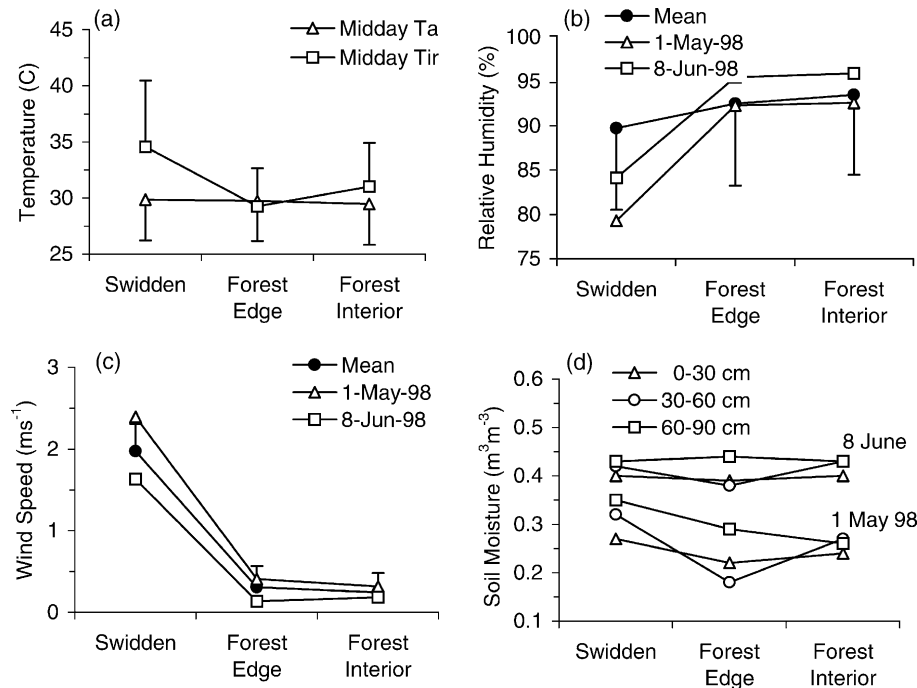 (a)
Midday Ta
Midday Tir
Temperature (C)
45
40
35
30
25
Swidden
Forest
Edge
Forest
Interior
(b)
Mean
1-May-98
8-Jun-98
Relative Humidity (%)
100
95
90
85
80
75
Swidden
Forest
Edge
Forest
Interior
(c)
Mean
1-May-98
8-Jun-98
Wind Speed (ms⁻¹)
3
2
1
0
Swidden
Forest
Edge
Forest
Interior
(d)
0-30 cm
30-60 cm
60-90 cm
Soil Moisture (m³m⁻³)
0.6
0.5
0.4
0.3
0.2
0.1
8 June
1 May 98
Swidden
Forest
Edge
Forest
Interior